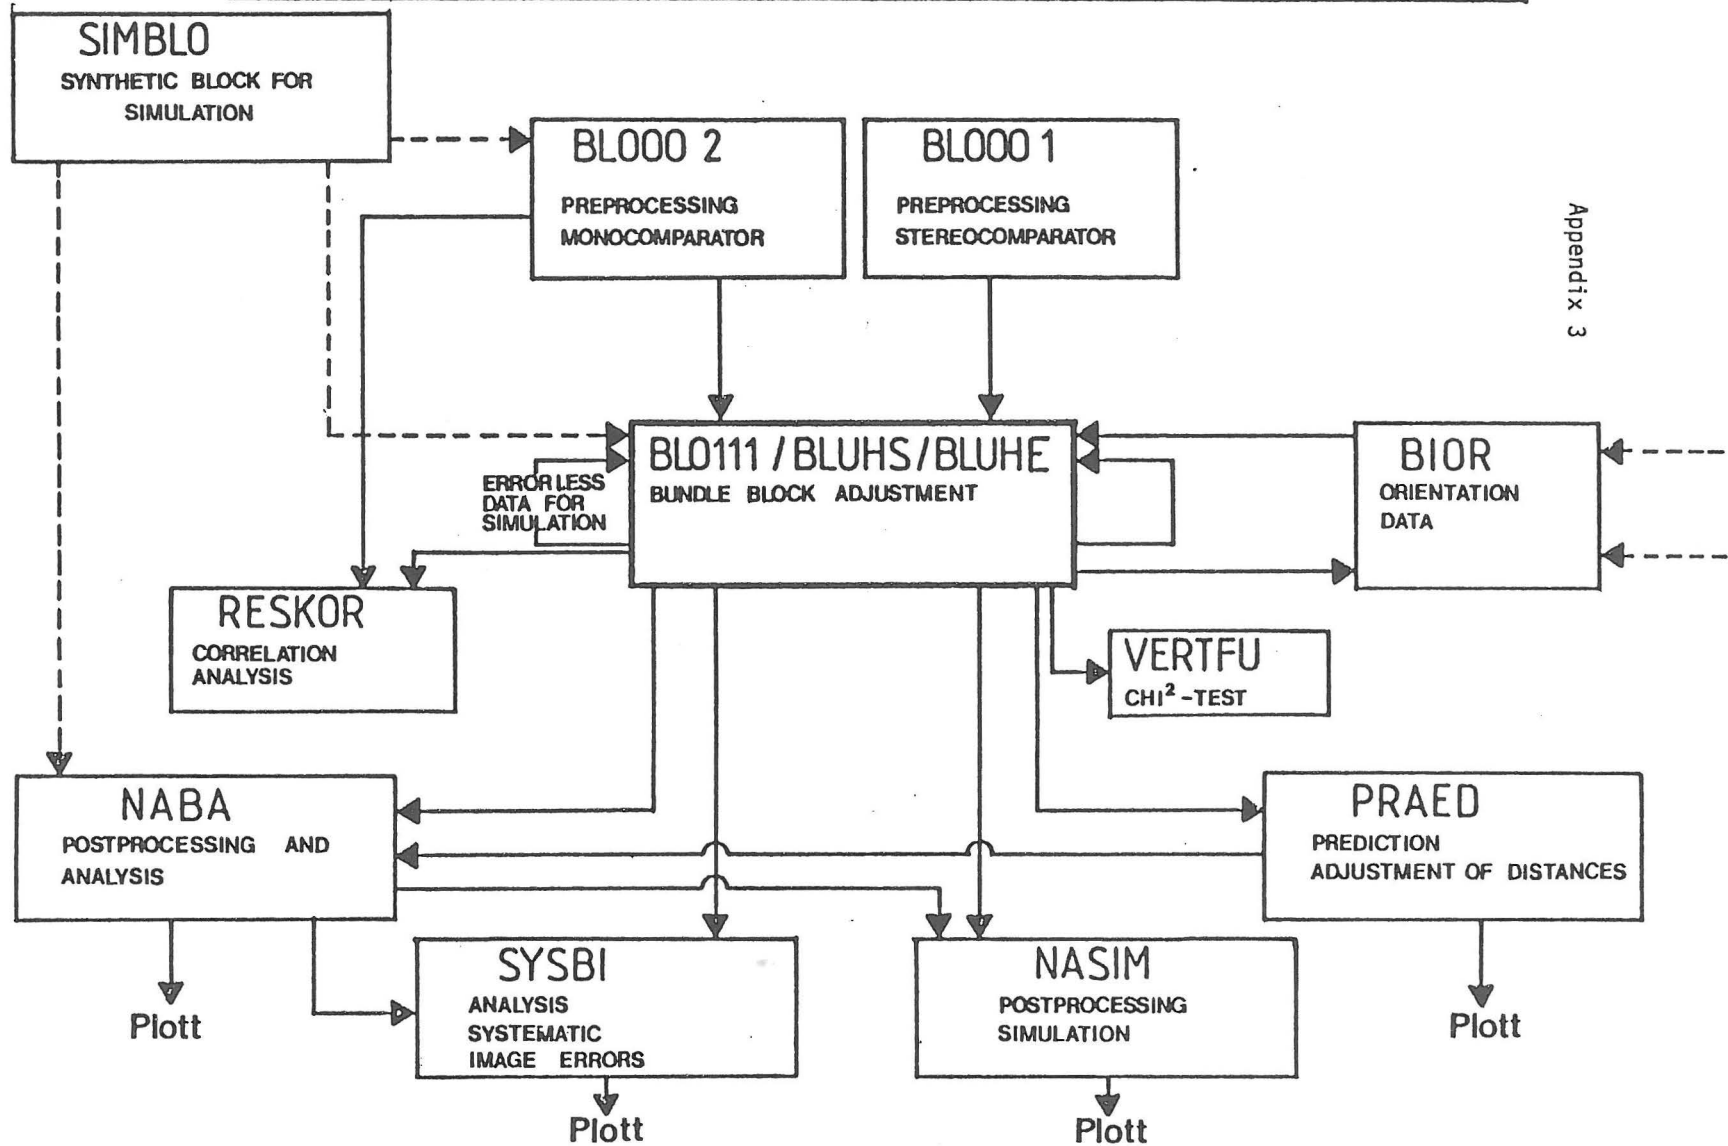 SIMBLO
SYNTHETIC BLOCK FOR
SIMULATION
BLOOO 2
PREPROCESSING
MONOCOMPARATOR
BLOOO 1
PREPROCESSING
STEREOCOMPARATOR
Appendix 3
BLO111 / BLUHS / BLUHE
BUNDLE BLOCK ADJUSTMENT
ERRORLESS
DATA FOR
SIMULATION
BIOR
ORIENTATION
DATA
RESKOR
CORRELATION
ANALYSIS
VERTFU
CHI² -TEST
NABA
POSTPROCESSING AND
ANALYSIS
PRAED
PREDICTION
ADJUSTMENT OF DISTANCES
SYSBI
ANALYSIS
SYSTEMATIC
IMAGE ERRORS
NASIM
POSTPROCESSING
SIMULATION
Plott
Plott
Plott
Plott